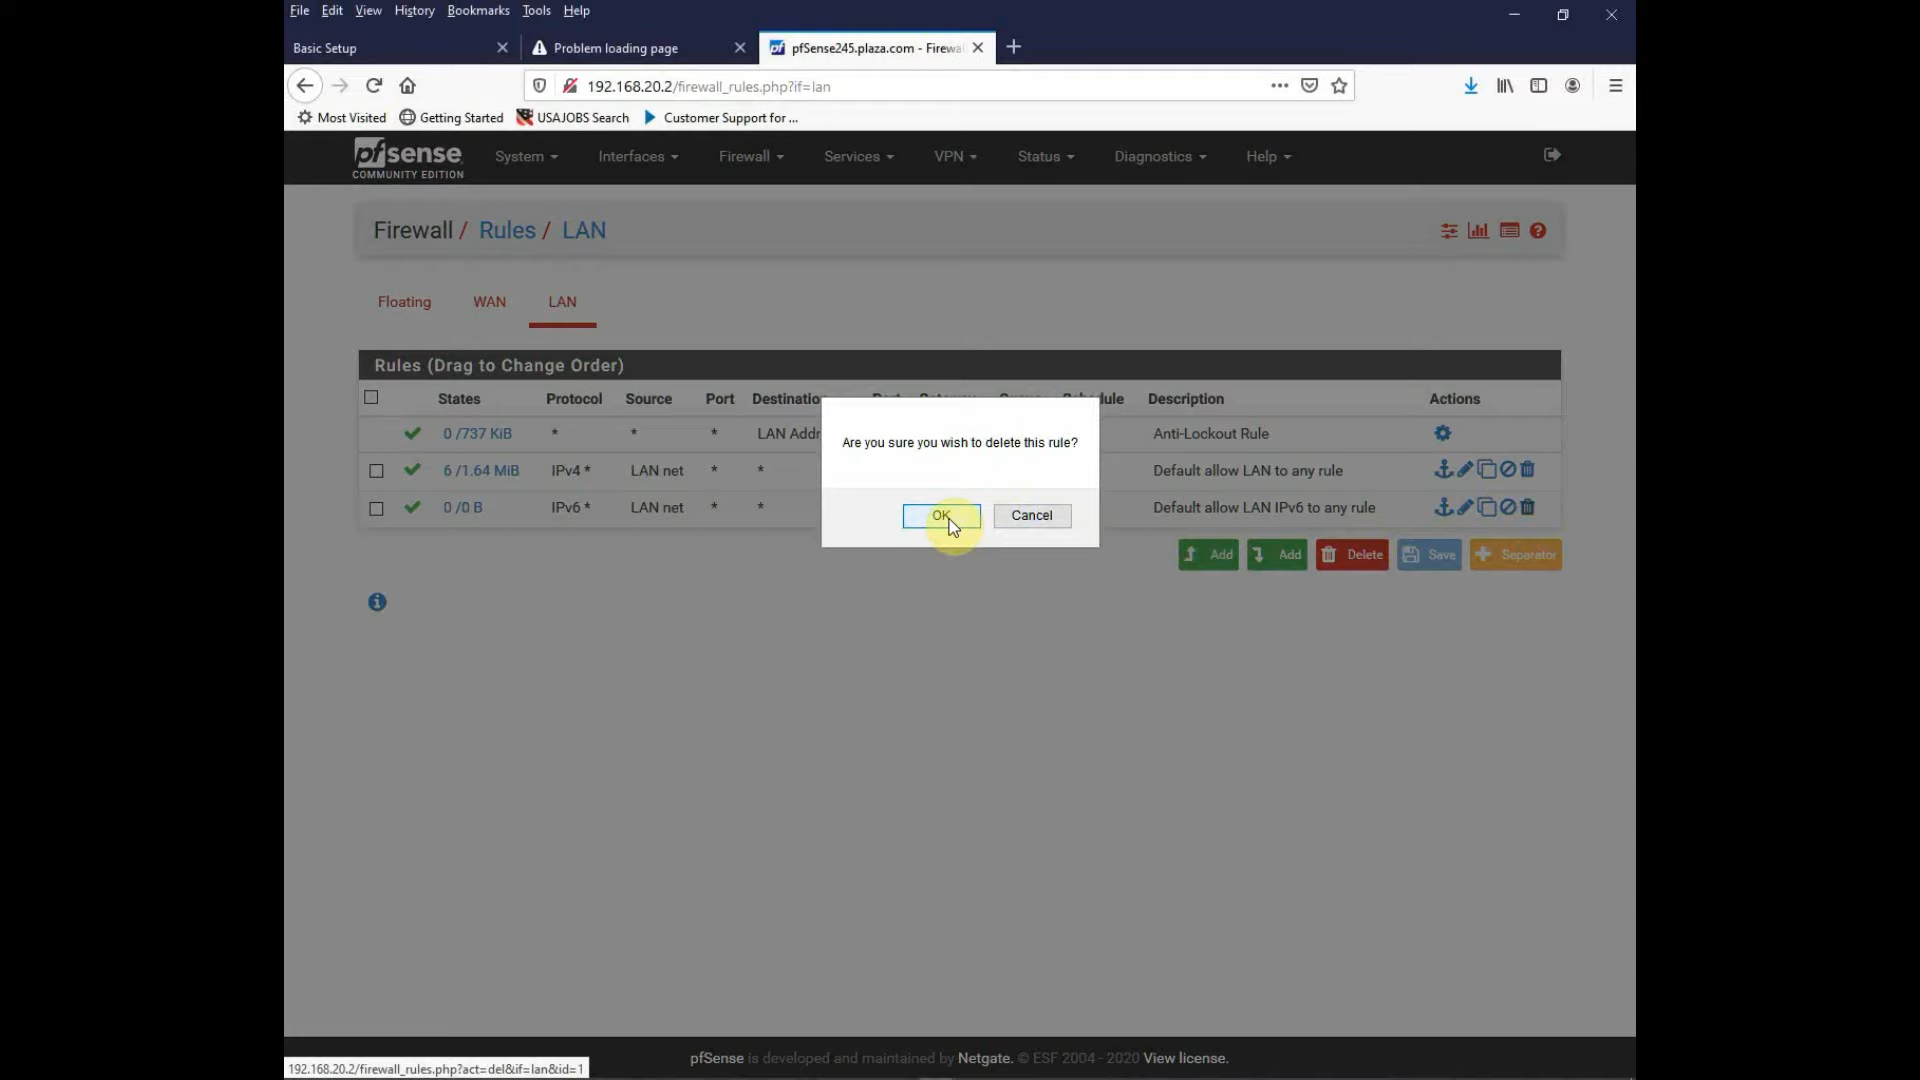 File Edit View History Bookmarks Tools Help
Basic Setup
Problem loading page
pfSense245.plaza.com - Firewa
192.168.20.2/firewall_rules.php?if=lan
Most Visited Getting Started USAJOBS Search Customer Support for ...
pfsense
COMMUNITY EDITION
System Interfaces Firewall Services VPN Status Diagnostics Help
Firewall / Rules / LAN
Floating WAN LAN
Rules (Drag to Change Order)
States Protocol Source Port Destination Description Actions
0 /737 KiB * * * LAN Addr Anti-Lockout Rule
6 /1.64 MiB IPv4 * LAN net * * Default allow LAN to any rule
0 /0 B IPv6 * LAN net * * Default allow LAN IPv6 to any rule
Are you sure you wish to delete this rule?
OK Cancel
Add Add Delete Save Separator
pfSense is developed and maintained by Netgate. © ESF 2004 - 2020 View license.
192.168.20.2/firewall_rules.php?act=del&if=lan&id=1